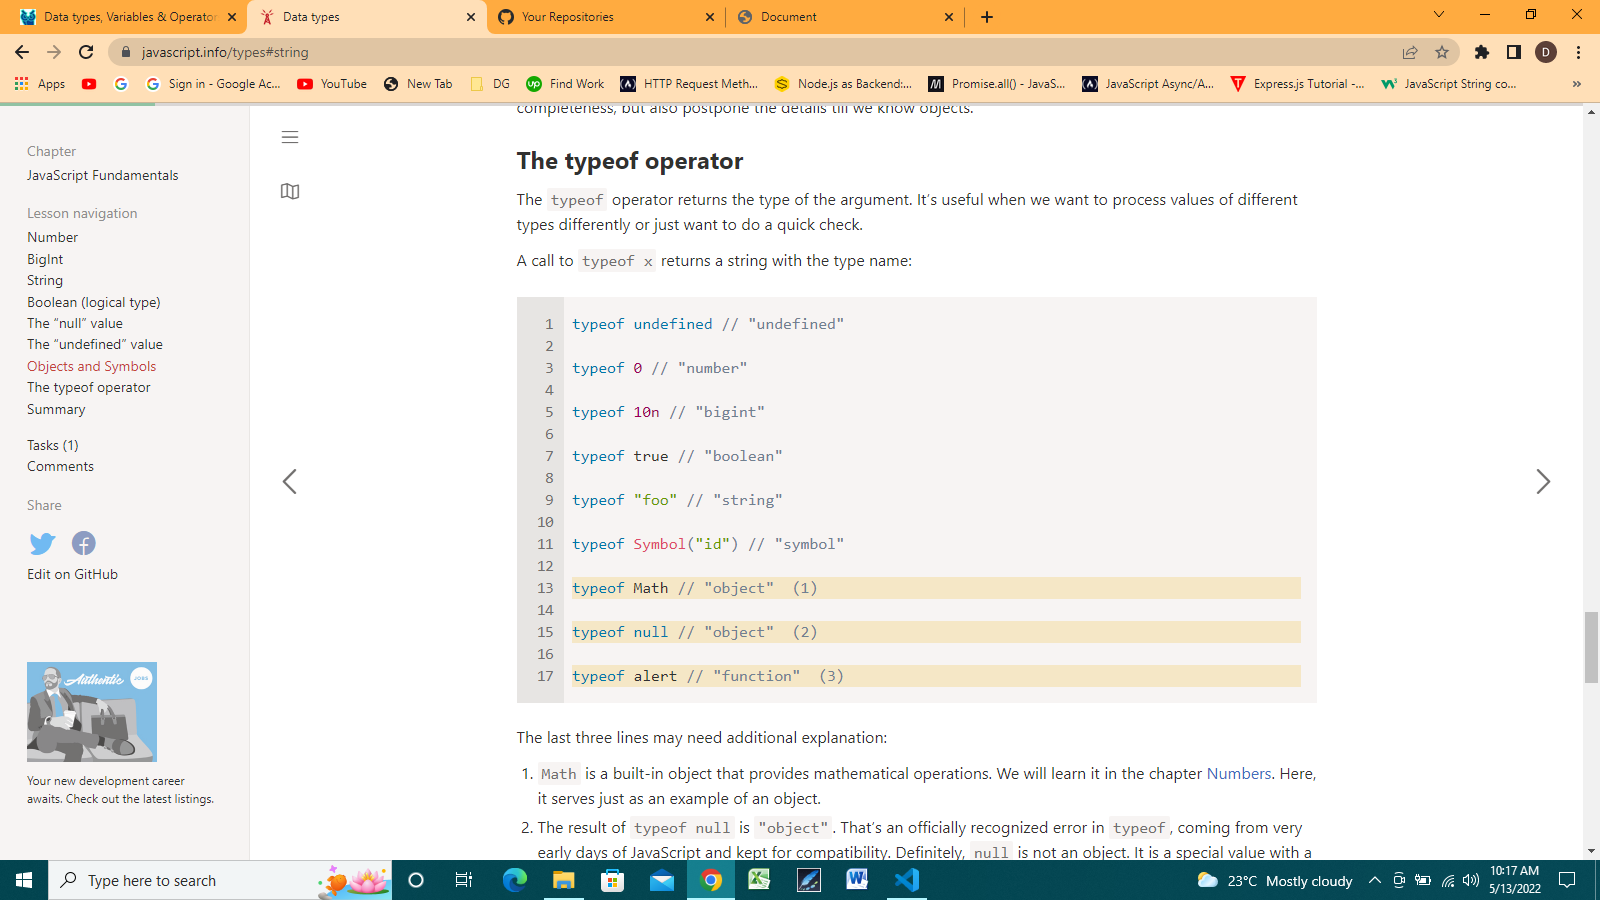 Data types, Variables & Operator
Data types
Your Repositories
Document
javascript.info/types#string
D
Apps
Sign in - Google Ac...
YouTube
New Tab
DG
Find Work
HTTP Request Meth...
Node.js as Backend:...
Promise.all() - JavaS...
JavaScript Async/A...
Express.js Tutorial -...
JavaScript String co...
»
Chapter
JavaScript Fundamentals
Lesson navigation
Number
BigInt
String
Boolean (logical type)
The “null” value
The “undefined” value
Objects and Symbols
The typeof operator
Summary
Tasks (1)
Comments
Share
Edit on GitHub
Authentic JOBS
Your new development career
awaits. Check out the latest listings.
completeness, but also postpone the details till we know objects.
The typeof operator
The typeof operator returns the type of the argument. It’s useful when we want to process values of different
types differently or just want to do a quick check.
A call to typeof x returns a string with the type name:
1 typeof undefined // "undefined"
2
3 typeof 0 // "number"
4
5 typeof 10n // "bigint"
6
7 typeof true // "boolean"
8
9 typeof "foo" // "string"
10
11 typeof Symbol("id") // "symbol"
12
13 typeof Math // "object"  (1)
14
15 typeof null // "object"  (2)
16
17 typeof alert // "function"  (3)
The last three lines may need additional explanation:
1. Math is a built-in object that provides mathematical operations. We will learn it in the chapter Numbers. Here,
it serves just as an example of an object.
2. The result of typeof null is "object". That’s an officially recognized error in typeof, coming from very
early days of JavaScript and kept for compatibility. Definitely, null is not an object. It is a special value with a
Type here to search
23°C Mostly cloudy
10:17 AM
5/13/2022